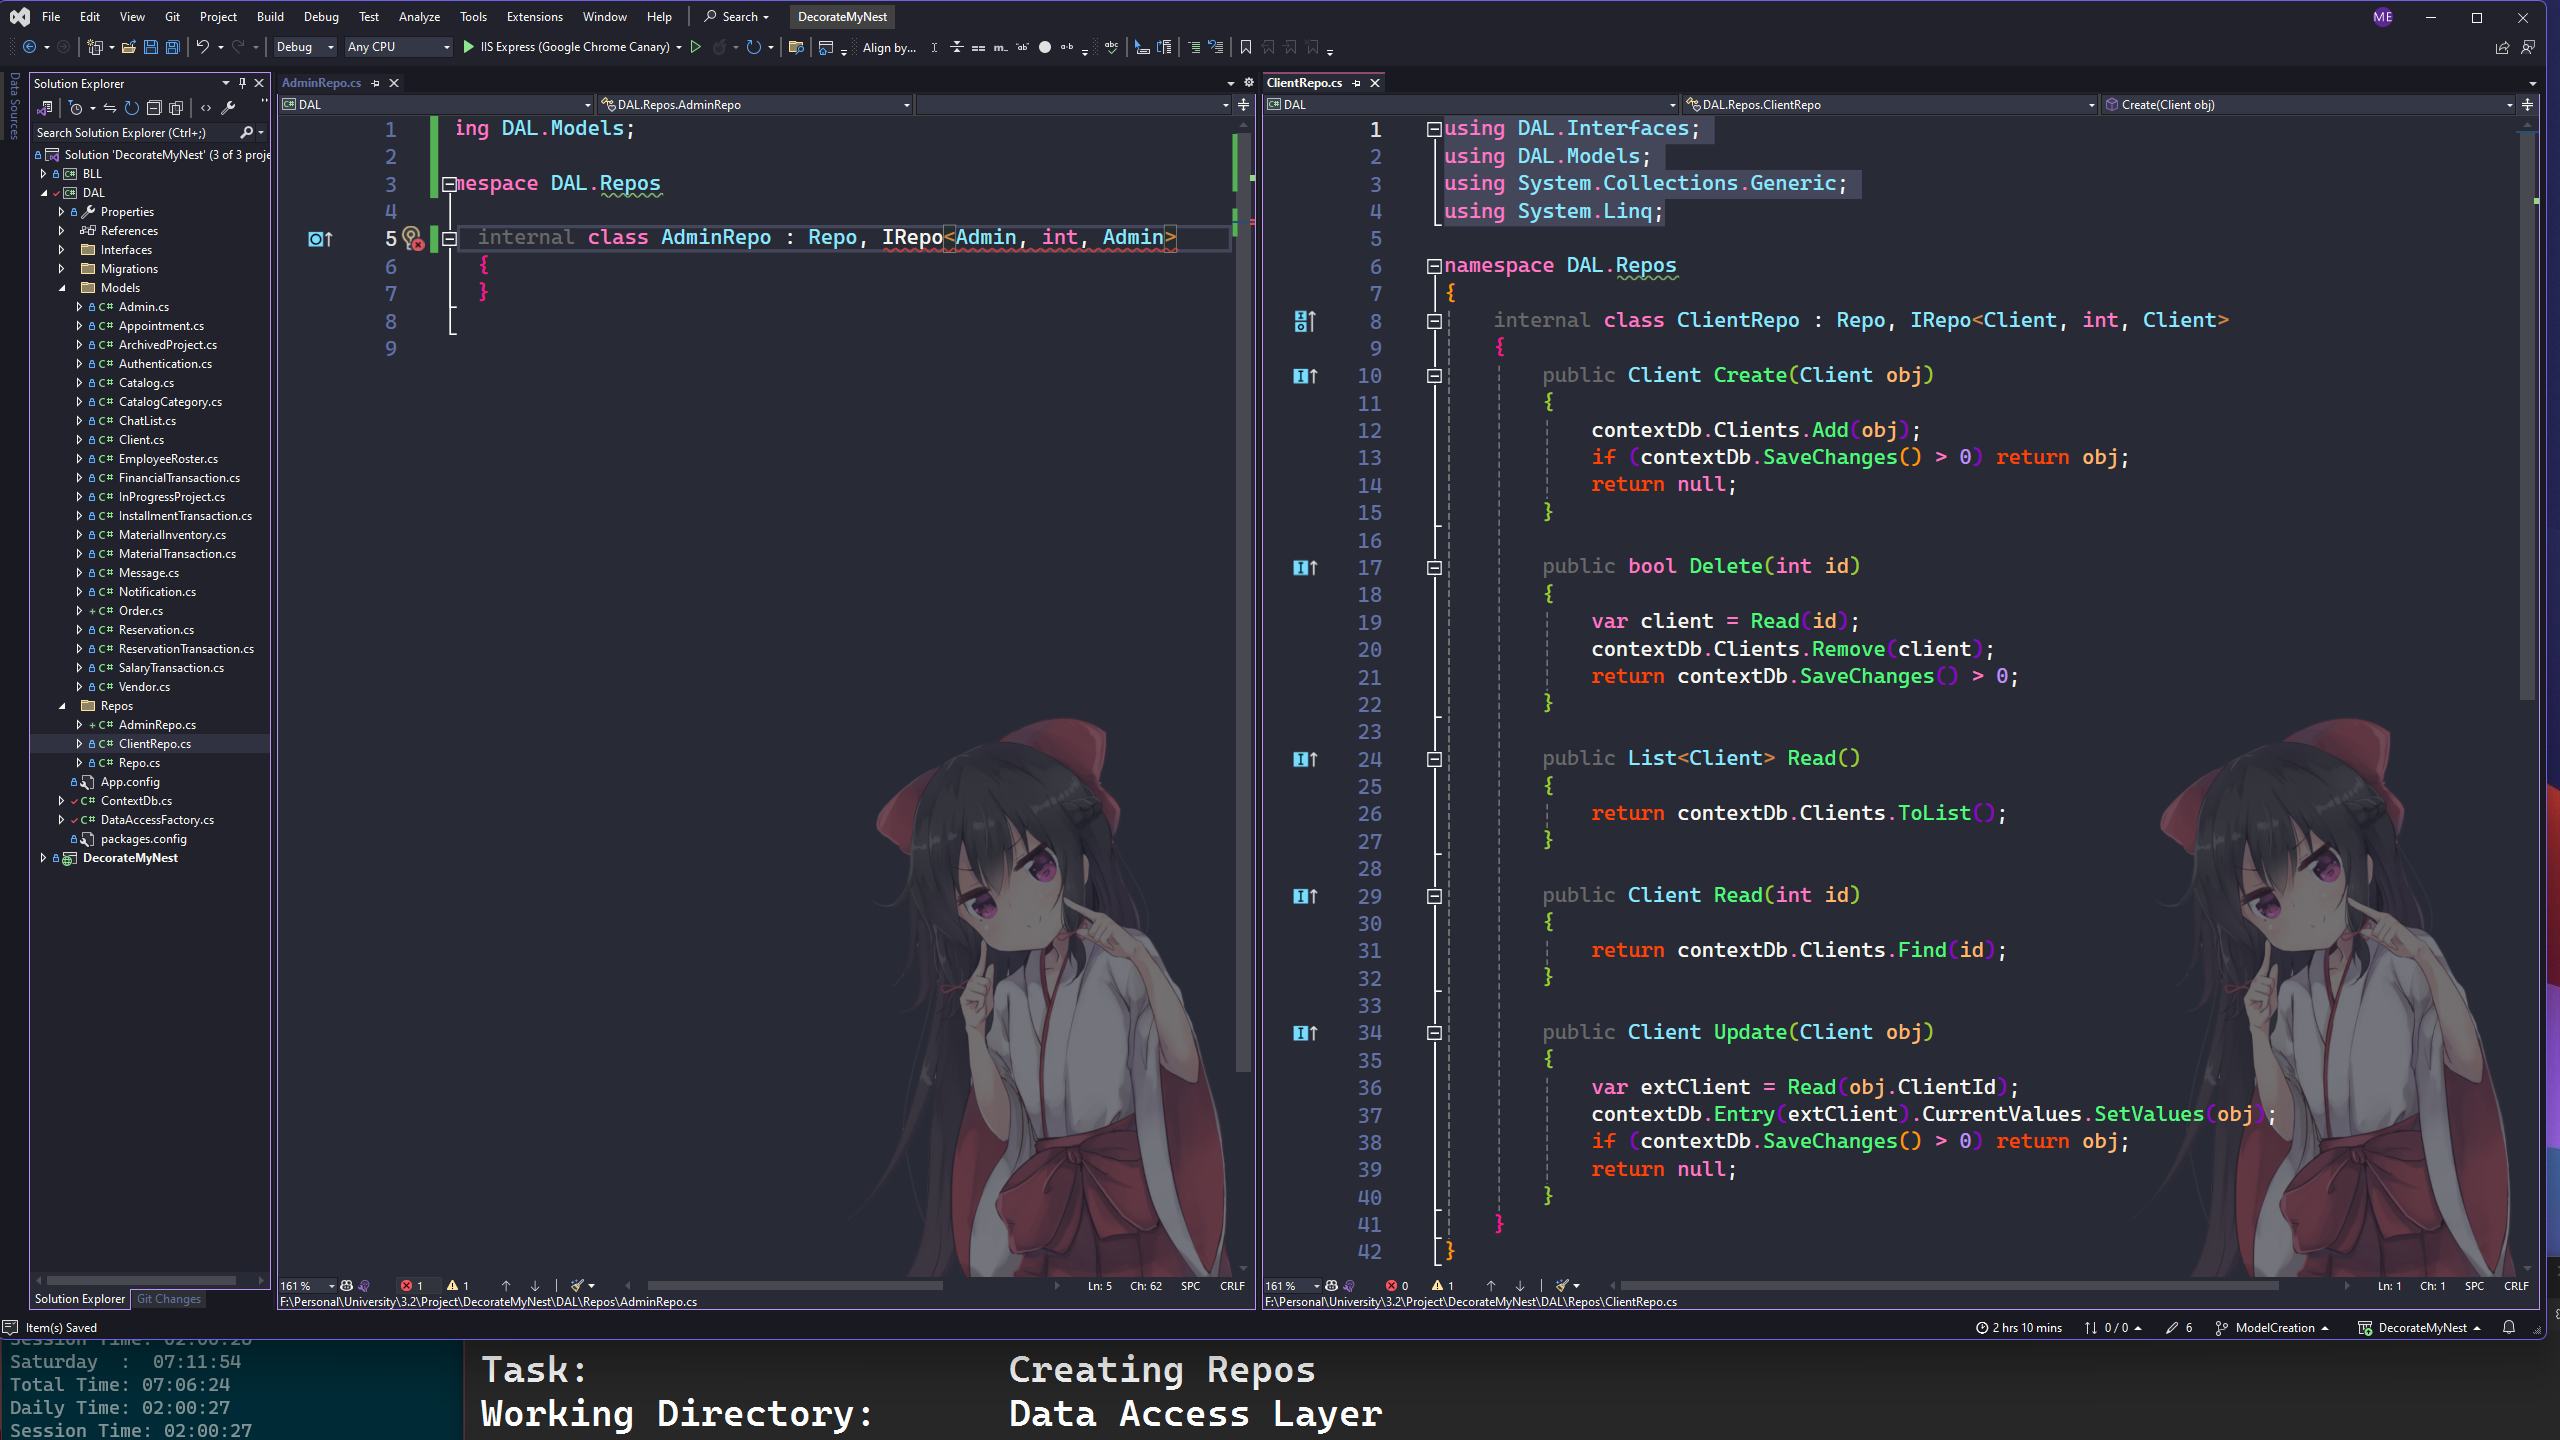 File Edit View Git Project Build Debug Test Analyze Tools Extensions Window Help Search DecorateMyNest ME
Debug Any CPU IIS Express (Google Chrome Canary) Align by...
Data Sources
Solution Explorer
Search Solution Explorer (Ctrl+;)
Solution 'DecorateMyNest' (3 of 3 proje
BLL
DAL
Properties
References
Interfaces
Migrations
Models
C# Admin.cs
C# Appointment.cs
C# ArchivedProject.cs
C# Authentication.cs
C# Catalog.cs
C# CatalogCategory.cs
C# ChatList.cs
C# Client.cs
C# EmployeeRoster.cs
C# FinancialTransaction.cs
C# InProgressProject.cs
C# InstallmentTransaction.cs
C# MaterialInventory.cs
C# MaterialTransaction.cs
C# Message.cs
C# Notification.cs
+ C# Order.cs
C# Reservation.cs
C# ReservationTransaction.cs
C# SalaryTransaction.cs
C# Vendor.cs
Repos
+ C# AdminRepo.cs
C# ClientRepo.cs
C# Repo.cs
App.config
C# ContextDb.cs
C# DataAccessFactory.cs
packages.config
DecorateMyNest
Solution Explorer Git Changes
AdminRepo.cs
DAL DAL.Repos.AdminRepo
1 ing DAL.Models;
2
3 mespace DAL.Repos
4
5 internal class AdminRepo : Repo, IRepo<Admin, int, Admin>
6 {
7 }
8
9
161 % 1 1 Ln: 5 Ch: 62 SPC CRLF
F:\Personal\University\3.2\Project\DecorateMyNest\DAL\Repos\AdminRepo.cs
ClientRepo.cs
DAL DAL.Repos.ClientRepo Create(Client obj)
1 using DAL.Interfaces;
2 using DAL.Models;
3 using System.Collections.Generic;
4 using System.Linq;
5
6 namespace DAL.Repos
7 {
8 internal class ClientRepo : Repo, IRepo<Client, int, Client>
9 {
10 public Client Create(Client obj)
11 {
12 contextDb.Clients.Add(obj);
13 if (contextDb.SaveChanges() > 0) return obj;
14 return null;
15 }
16
17 public bool Delete(int id)
18 {
19 var client = Read(id);
20 contextDb.Clients.Remove(client);
21 return contextDb.SaveChanges() > 0;
22 }
23
24 public List<Client> Read()
25 {
26 return contextDb.Clients.ToList();
27 }
28
29 public Client Read(int id)
30 {
31 return contextDb.Clients.Find(id);
32 }
33
34 public Client Update(Client obj)
35 {
36 var extClient = Read(obj.ClientId);
37 contextDb.Entry(extClient).CurrentValues.SetValues(obj);
38 if (contextDb.SaveChanges() > 0) return obj;
39 return null;
40 }
41 }
42 }
161 % 0 1 Ln: 1 Ch: 1 SPC CRLF
F:\Personal\University\3.2\Project\DecorateMyNest\DAL\Repos\ClientRepo.cs
Item(s) Saved 2 hrs 10 mins 0 / 0 6 ModelCreation DecorateMyNest
Session Time: 02:00:26
Saturday : 07:11:54
Total Time: 07:06:24
Daily Time: 02:00:27
Session Time: 02:00:27
Task: Creating Repos
Working Directory: Data Access Layer